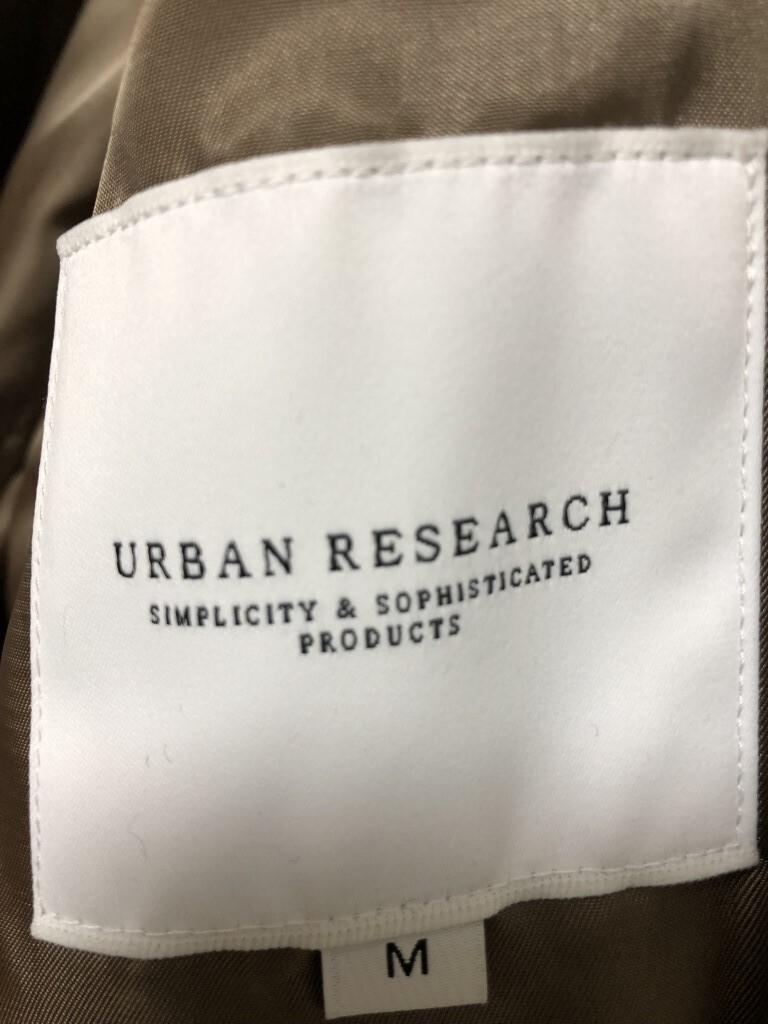 URBAN RESEARCH
SIMPLICITY & SOPHISTICATED
PRODUCTS
M